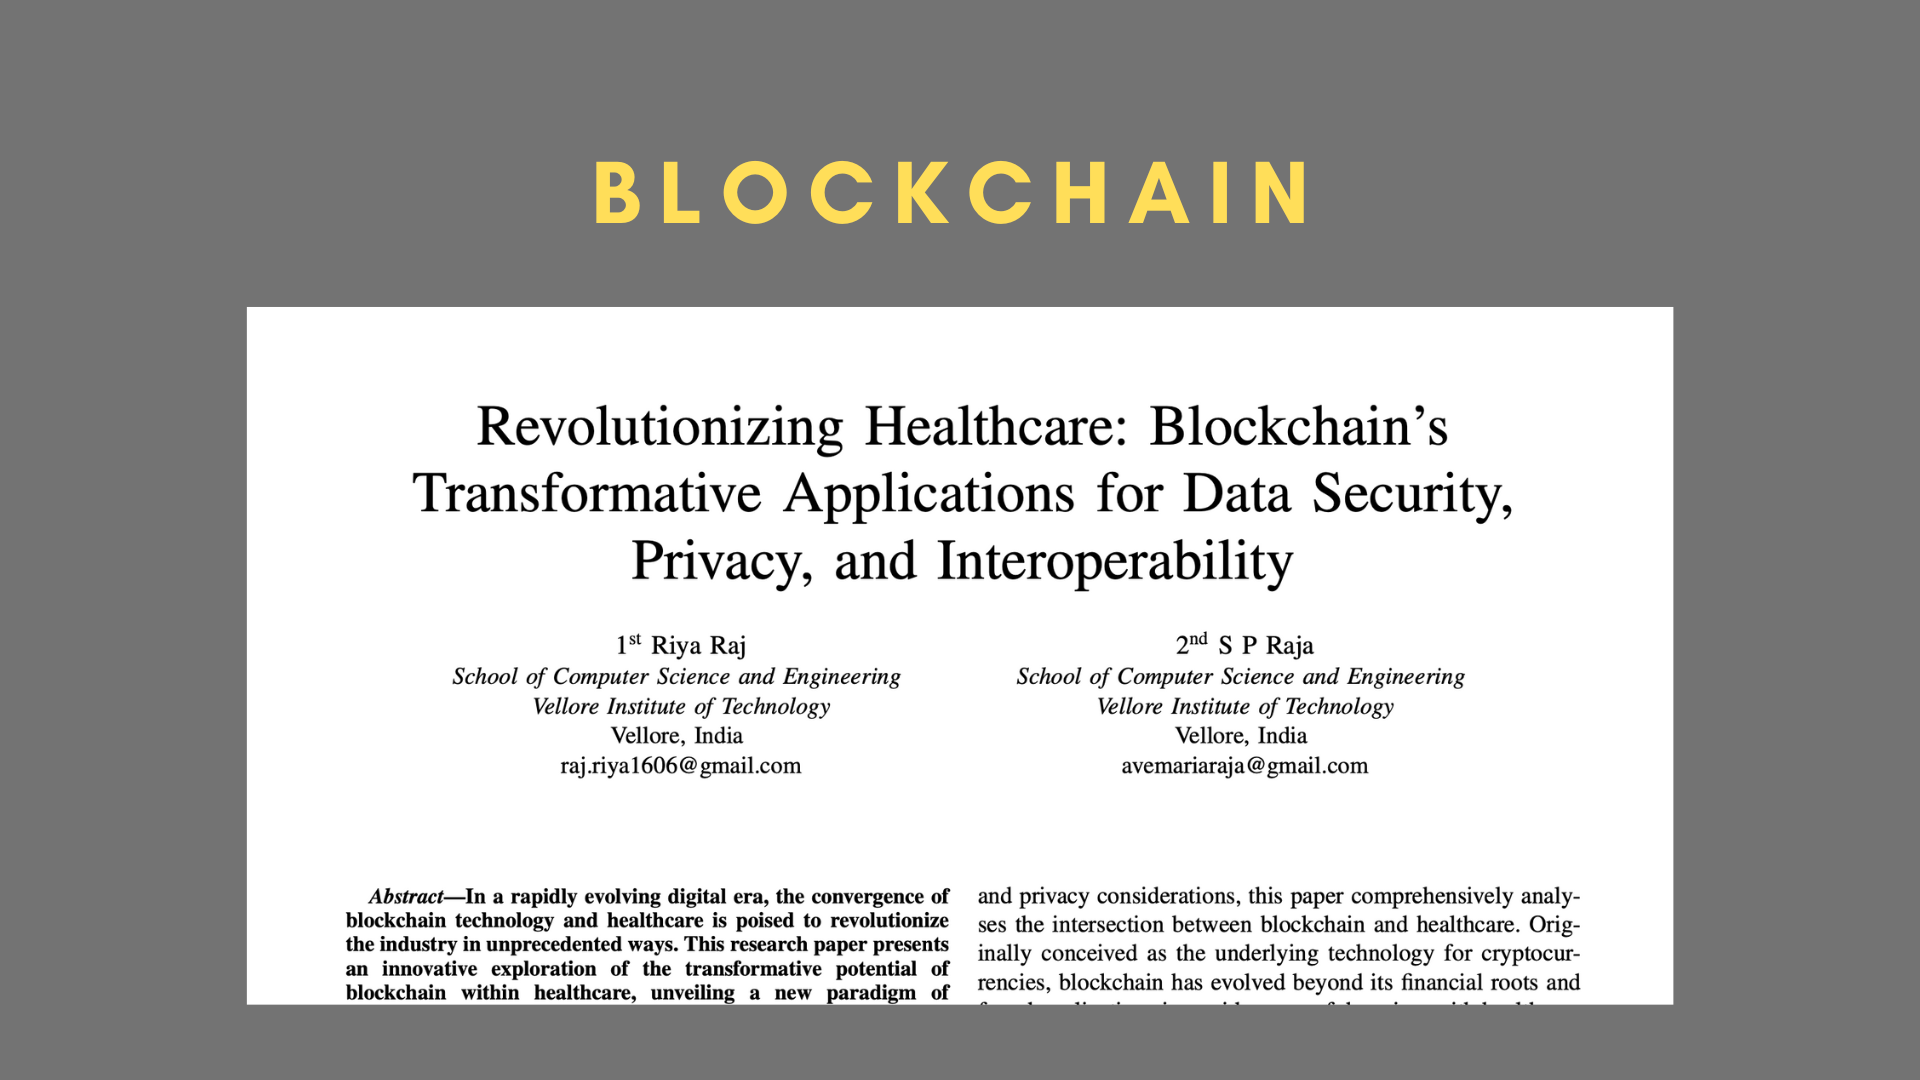 BLOCKCHAIN
Revolutionizing Healthcare: Blockchain's
Transformative Applications for Data Security,
Privacy, and Interoperability
1st Riya Raj
School of Computer Science and Engineering
Vellore Institute of Technology
Vellore, India
raj.riya1606@gmail.com
2nd S P Raja
School of Computer Science and Engineering
Vellore Institute of Technology
Vellore, India
avemariaraja@gmail.com
Abstract—In a rapidly evolving digital era, the convergence of
blockchain technology and healthcare is poised to revolutionize
the industry in unprecedented ways. This research paper presents
an innovative exploration of the transformative potential of
blockchain within healthcare, unveiling a new paradigm of
and privacy considerations, this paper comprehensively analy-
ses the intersection between blockchain and healthcare. Orig-
inally conceived as the underlying technology for cryptocur-
rencies, blockchain has evolved beyond its financial roots and